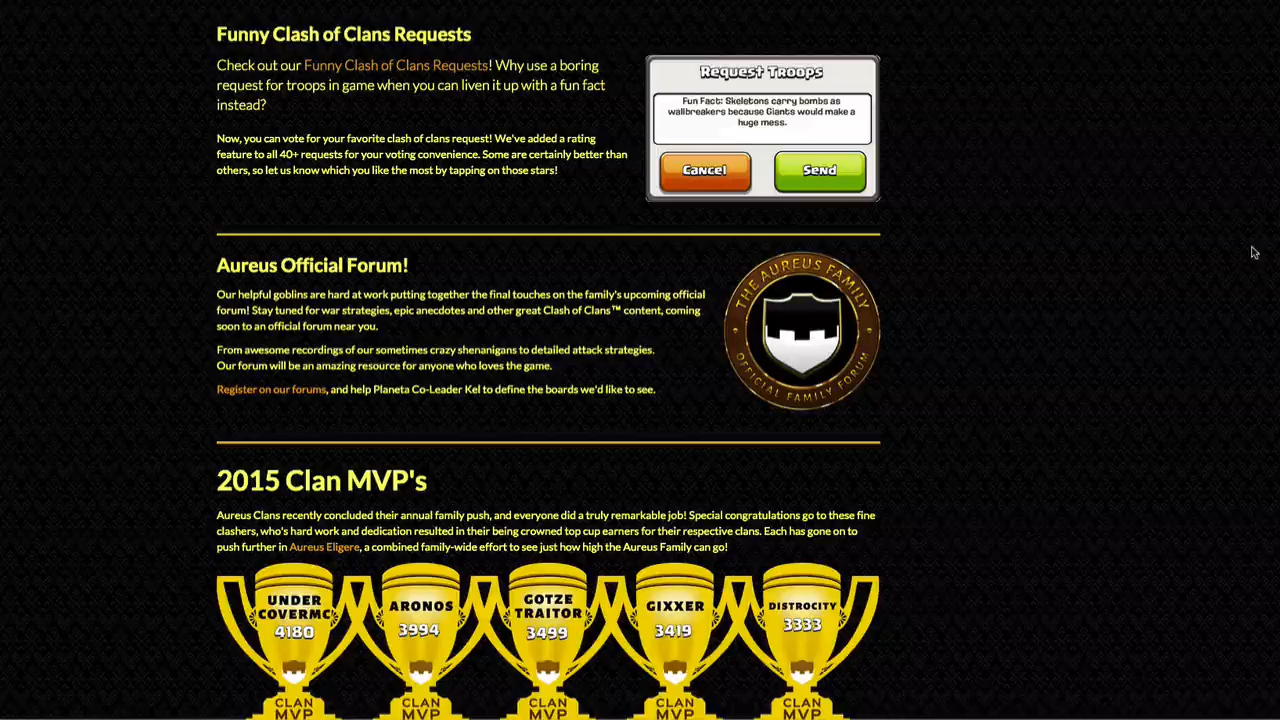 Funny Clash of Clans Requests
Check out our Funny Clash of Clans Requests! Why use a boring
request for troops in game when you can liven it up with a fun fact
instead?
Now, you can vote for your favorite clash of clans request! We've added a rating
feature to all 40+ requests for your voting convenience. Some are certainly better than
others, so let us know which you like the most by tapping on those stars!
Request Troops
Fun Fact: Skeletons carry bombs as
wallbreakers because Giants would make a
huge mess.
Cancel
Send
Aureus Official Forum!
Our helpful goblins are hard at work putting together the final touches on the family's upcoming official
forum! Stay tuned for war strategies, epic anecdotes and other great Clash of Clans™ content, coming
soon to an official forum near you.
From awesome recordings of our sometimes crazy shenanigans to detailed attack strategies.
Our forum will be an amazing resource for anyone who loves the game.
Register on our forums, and help Planeta Co-Leader Kel to define the boards we'd like to see.
THE AUREUS FAMILY
OFFICIAL FAMILY FORUM
2015 Clan MVP's
Aureus Clans recently concluded their annual family push, and everyone did a truly remarkable job! Special congratulations go to these fine
clashers, who's hard work and dedication resulted in their being crowned top cup earners for their respective clans. Each has gone on to
push further in Aureus Eligere, a combined family-wide effort to see just how high the Aureus Family can go!
UNDER
COVERMC
4180
CLAN
MVP
ARONOS
3994
CLAN
MVP
GOTZE
TRAITOR
3499
CLAN
MVP
GIXXER
3419
CLAN
MVP
DISTROCITY
3333
CLAN
MVP